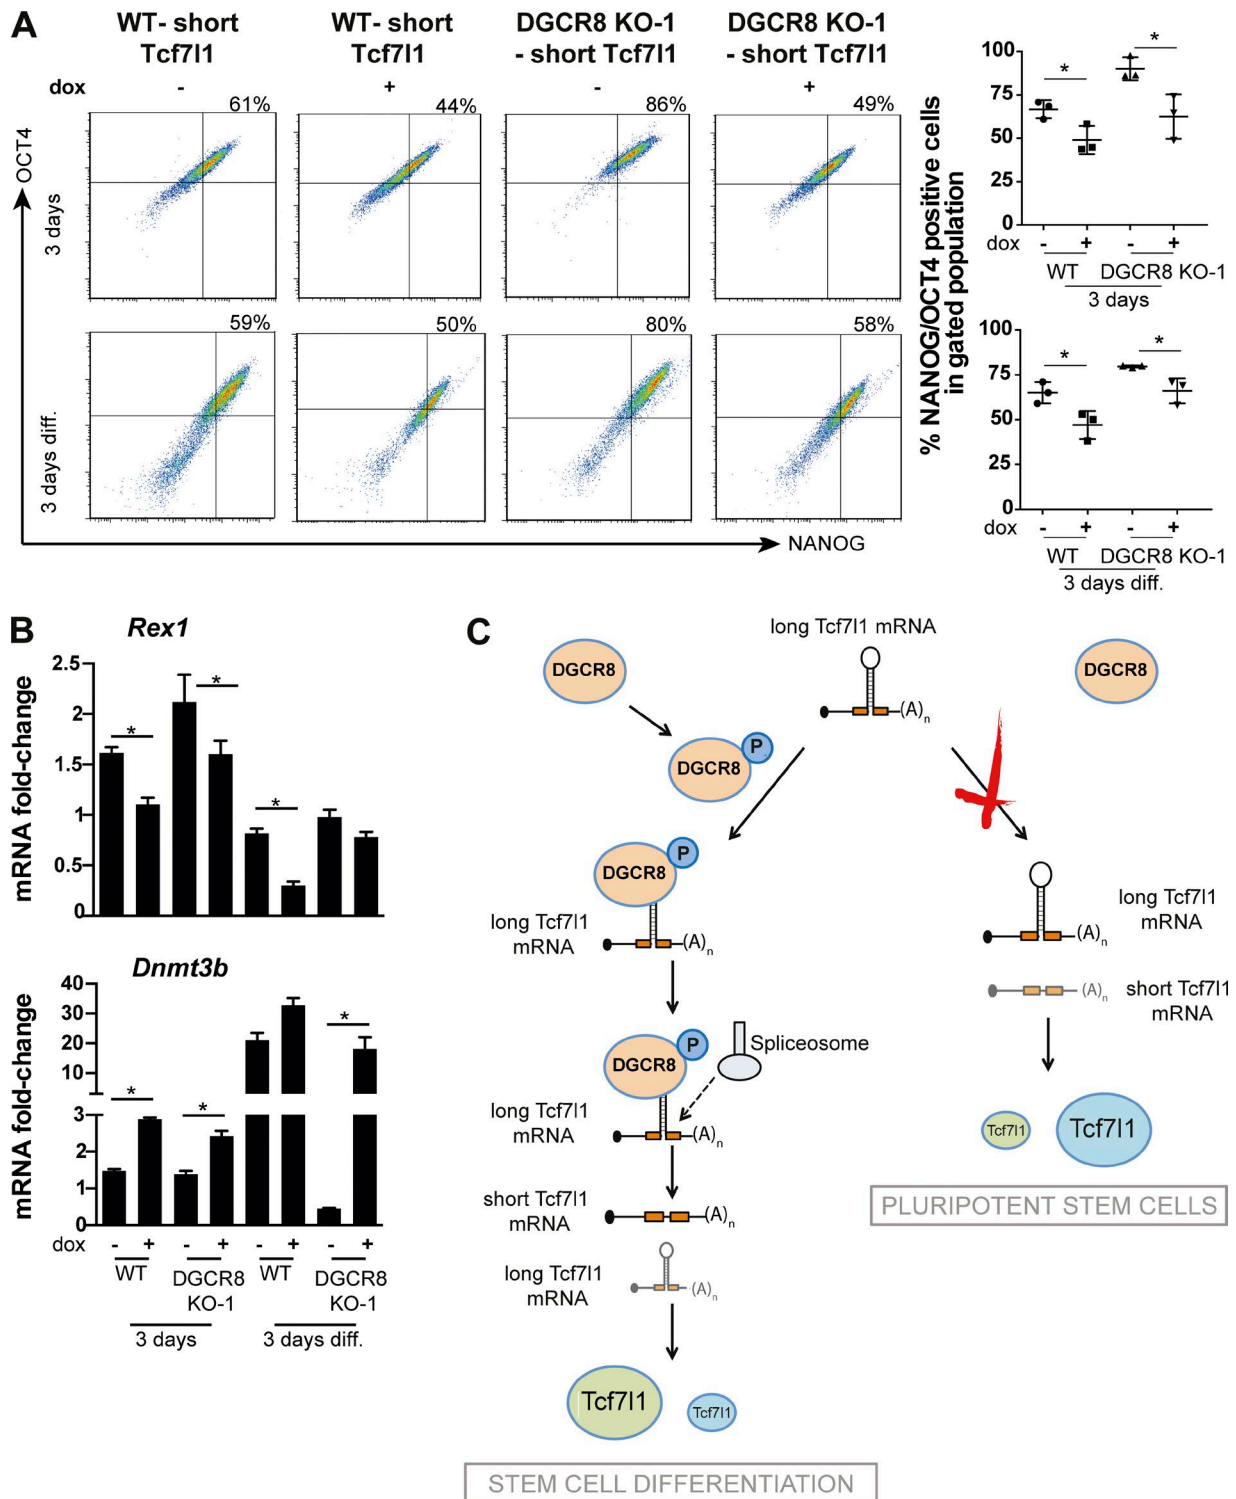 A
WT- short
Tcf7l1
WT- short
Tcf7l1
DGCR8 KO-1
- short Tcf7l1
DGCR8 KO-1
- short Tcf7l1
dox
-
+
-
+
61%
44%
86%
49%
OCT4
3 days
59%
50%
80%
58%
3 days diff.
NANOG
% NANOG/OCT4 positive cells
in gated population
100
75
50
25
0
*
*
dox
-
+
-
+
WT
DGCR8 KO-1
3 days
100
75
50
25
0
*
*
dox
-
+
-
+
WT
DGCR8 KO-1
3 days diff.
B
Rex1
mRNA fold-change
2.5
2
1.5
1
0.5
0
*
*
*
Dnmt3b
mRNA fold-change
40
30
20
10
3
2
1
0
*
*
*
dox
-
+
-
+
-
+
-
+
WT
DGCR8
KO-1
WT
DGCR8
KO-1
3 days
3 days diff.
C
long Tcf7l1 mRNA
DGCR8
DGCR8
(A)n
DGCR8
P
DGCR8
P
long Tcf7l1
mRNA
(A)n
long Tcf7l1
mRNA
(A)n
short Tcf7l1
mRNA
(A)n
DGCR8
P
Spliceosome
long Tcf7l1
mRNA
(A)n
Tcf7l1
Tcf7l1
PLURIPOTENT STEM CELLS
short Tcf7l1
mRNA
(A)n
long Tcf7l1
mRNA
(A)n
Tcf7l1
Tcf7l1
STEM CELL DIFFERENTIATION